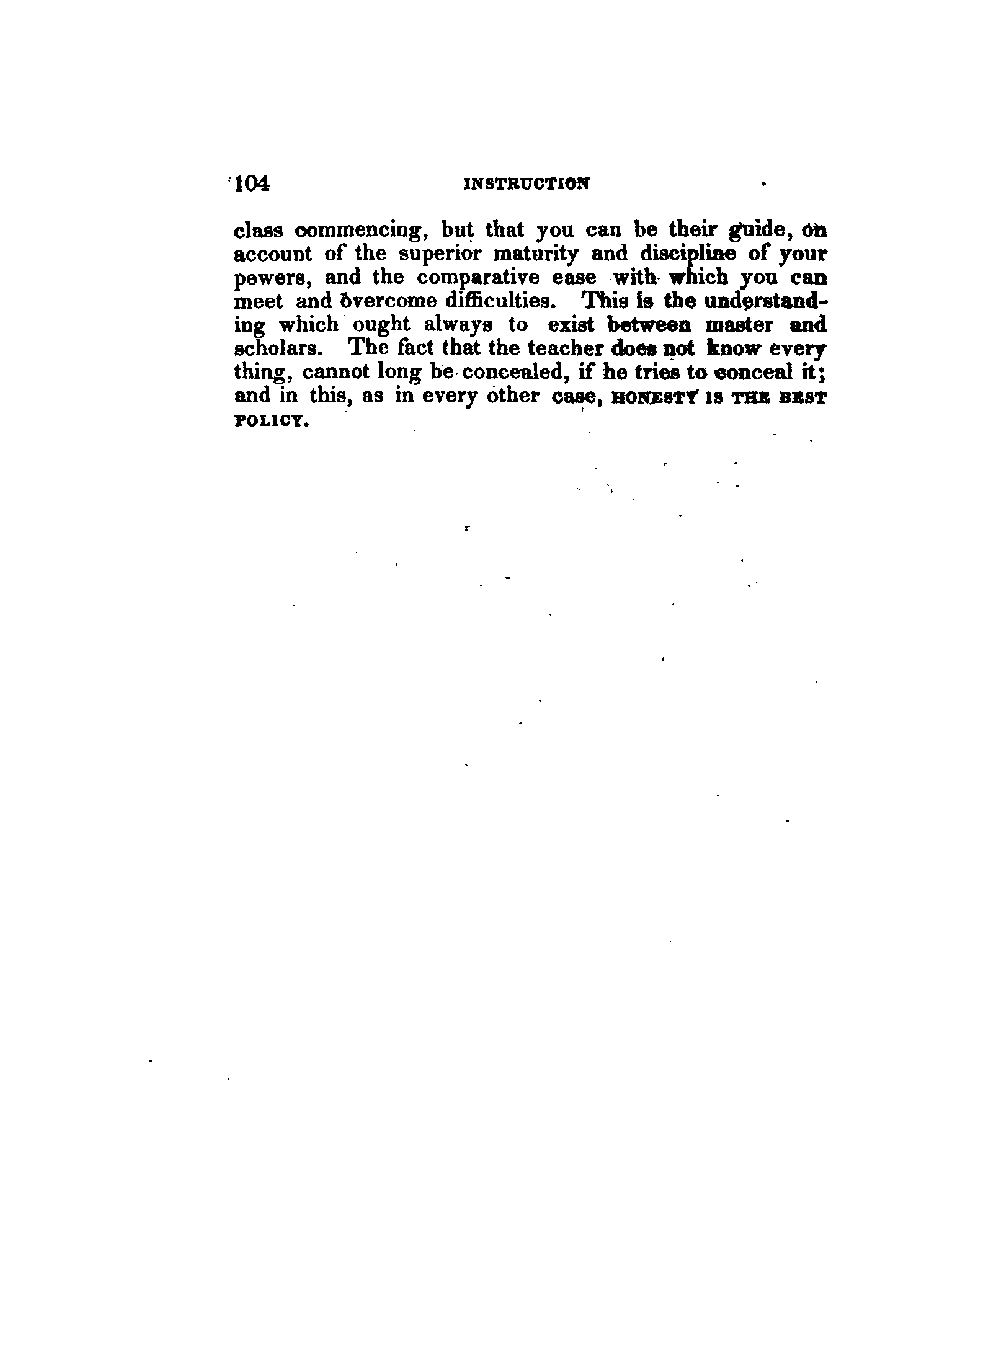 104 INSTRUCTION
class commencing, but that you can be their guide, on
account of the superior maturity and discipline of your
powers, and the comparative ease with which you can
meet and overcome difficulties. This is the understand-
ing which ought always to exist between master and
scholars. The fact that the teacher does not know every
thing, cannot long be concealed, if he tries to conceal it;
and in this, as in every other case, HONESTY IS THE BEST
POLICY.